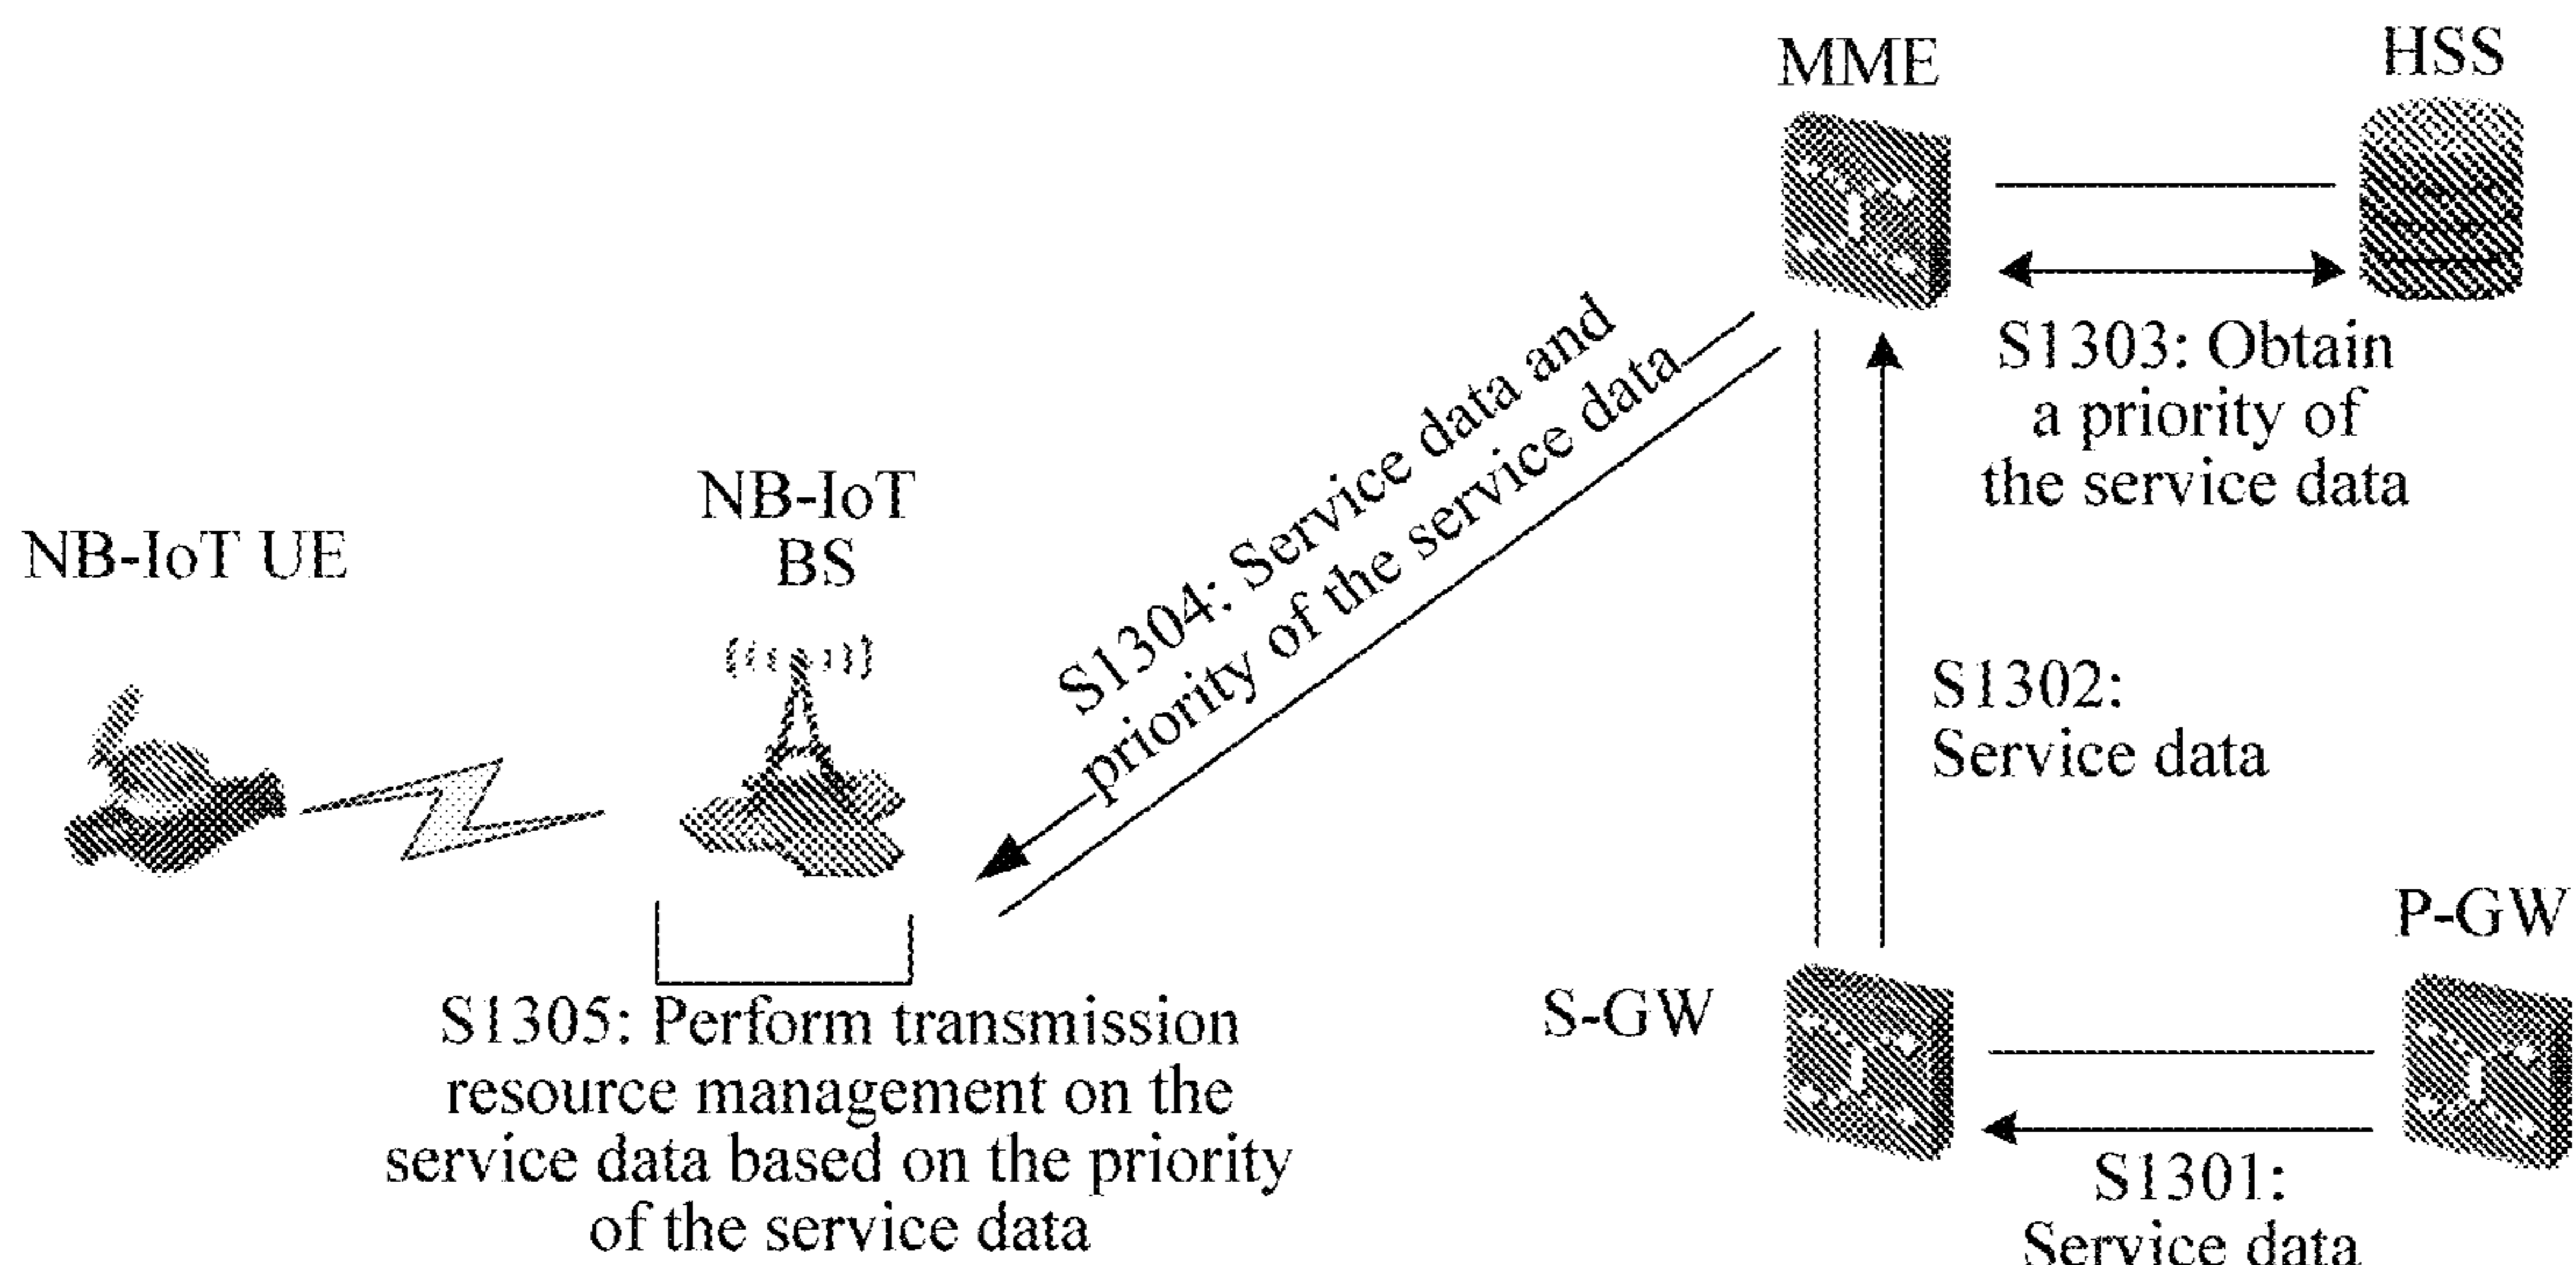 MME
HSS
S1303: Obtain
a priority of
the service data
S1304: Service data and
priority of the service data
NB-IoT UE
NB-IoT
BS
S1302:
Service data
P-GW
S-GW
S1305: Perform transmission
resource management on the
service data based on the priority
of the service data
S1301:
Service data